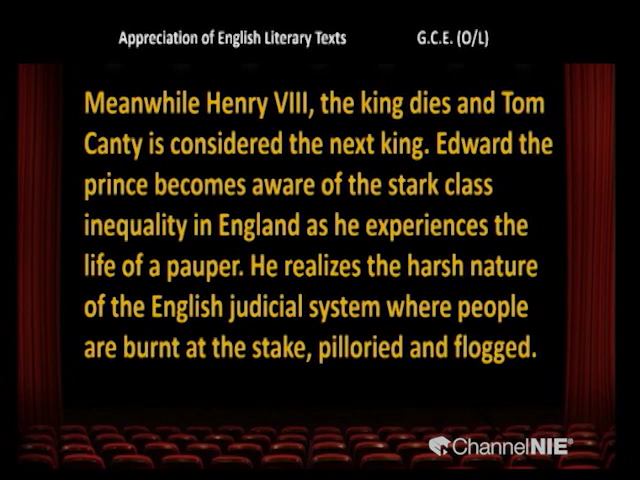 Appreciation of English Literary Texts G.C.E. (O/L)
Meanwhile Henry VIII, the king dies and Tom
Canty is considered the next king. Edward the
prince becomes aware of the stark class
inequality in England as he experiences the
life of a pauper. He realizes the harsh nature
of the English judicial system where people
are burnt at the stake, pilloried and flogged.
ChannelNIE